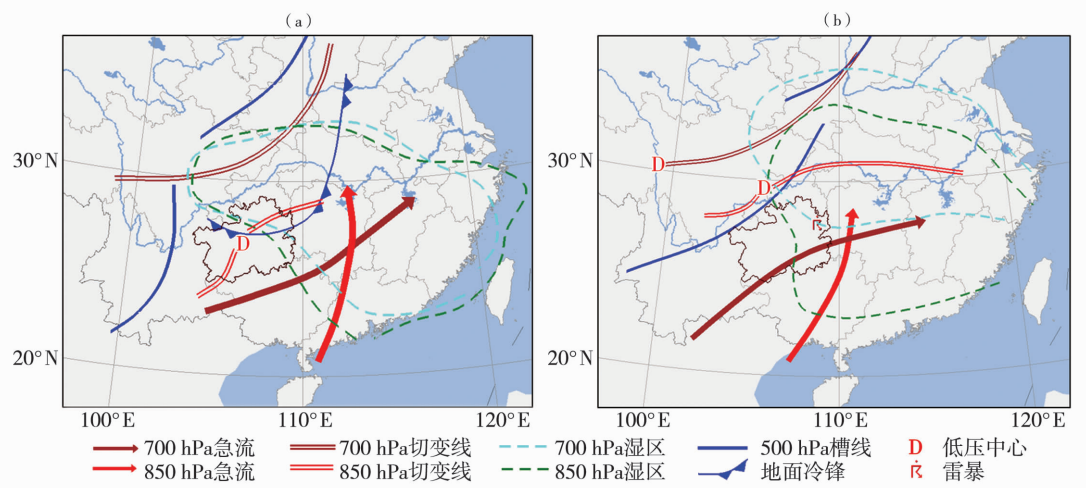 (a)
(b)
30°N
20°N
100°E
110°E
120°E
D
30°N
20°N
100°E
110°E
120°E
D
D
700 hPa急流
700 hPa切变线
700 hPa湿区
500 hPa槽线
D 低压中心
850 hPa急流
850 hPa切变线
850 hPa湿区
地面冷锋
雷暴